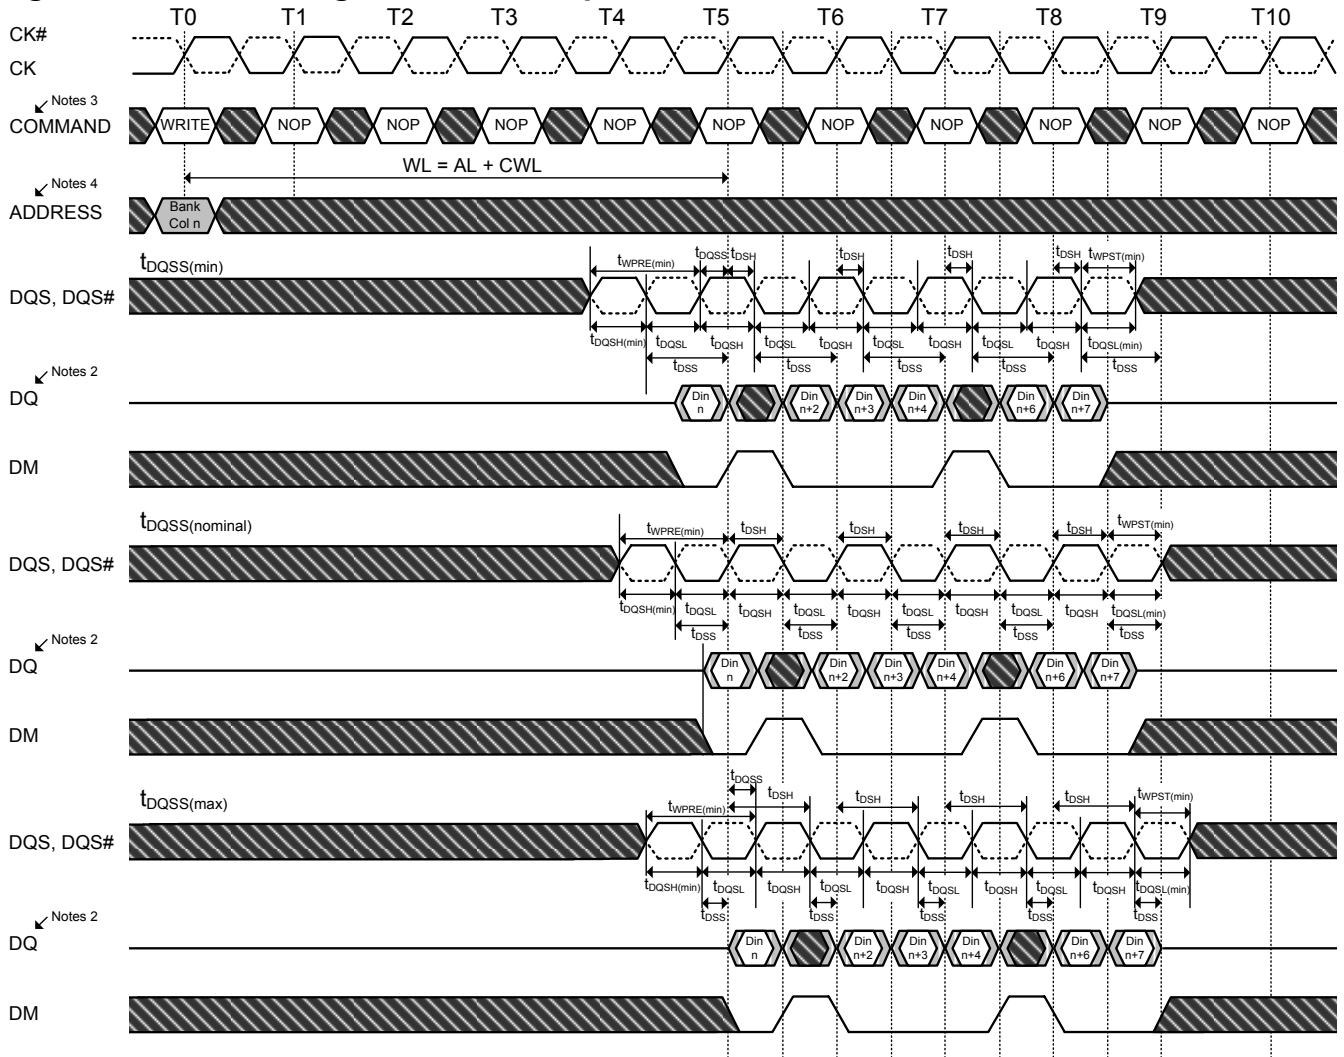 T0 T1 T2 T3 T4 T5 T6 T7 T8 T9 T10
CK#
CK
Notes 3
COMMAND WRITE NOP NOP NOP NOP NOP NOP NOP NOP NOP NOP
WL = AL + CWL
Notes 4
ADDRESS Bank Col n
tDQSS(min) tWPRE(min) tDQSS tDSH tDSH tDSH tDSH tWPST(min)
DQS, DQS#
tDQSH(min) tDQSL tDQSH tDQSL tDQSH tDQSL tDQSH tDQSL tDQSH tDQSL(min)
tDSS tDSS tDSS tDSS tDSS
Notes 2
DQ Din n Din n+2 Din n+3 Din n+4 Din n+6 Din n+7
DM
tDQSS(nominal) tWPRE(min) tDSH tDSH tDSH tDSH tWPST(min)
DQS, DQS#
tDQSH(min) tDQSL tDQSH tDQSL tDQSH tDQSL tDQSH tDQSL tDQSH tDQSL(min)
tDSS tDSS tDSS tDSS tDSS
Notes 2
DQ Din n Din n+2 Din n+3 Din n+4 Din n+6 Din n+7
DM
tDQSS
tDQSS(max) tWPRE(min) tDSH tDSH tDSH tDSH tWPST(min)
DQS, DQS#
tDQSH(min) tDQSL tDQSH tDQSL tDQSH tDQSL tDQSH tDQSL tDQSH tDQSL(min)
tDSS tDSS tDSS tDSS tDSS
Notes 2
DQ Din n Din n+2 Din n+3 Din n+4 Din n+6 Din n+7
DM